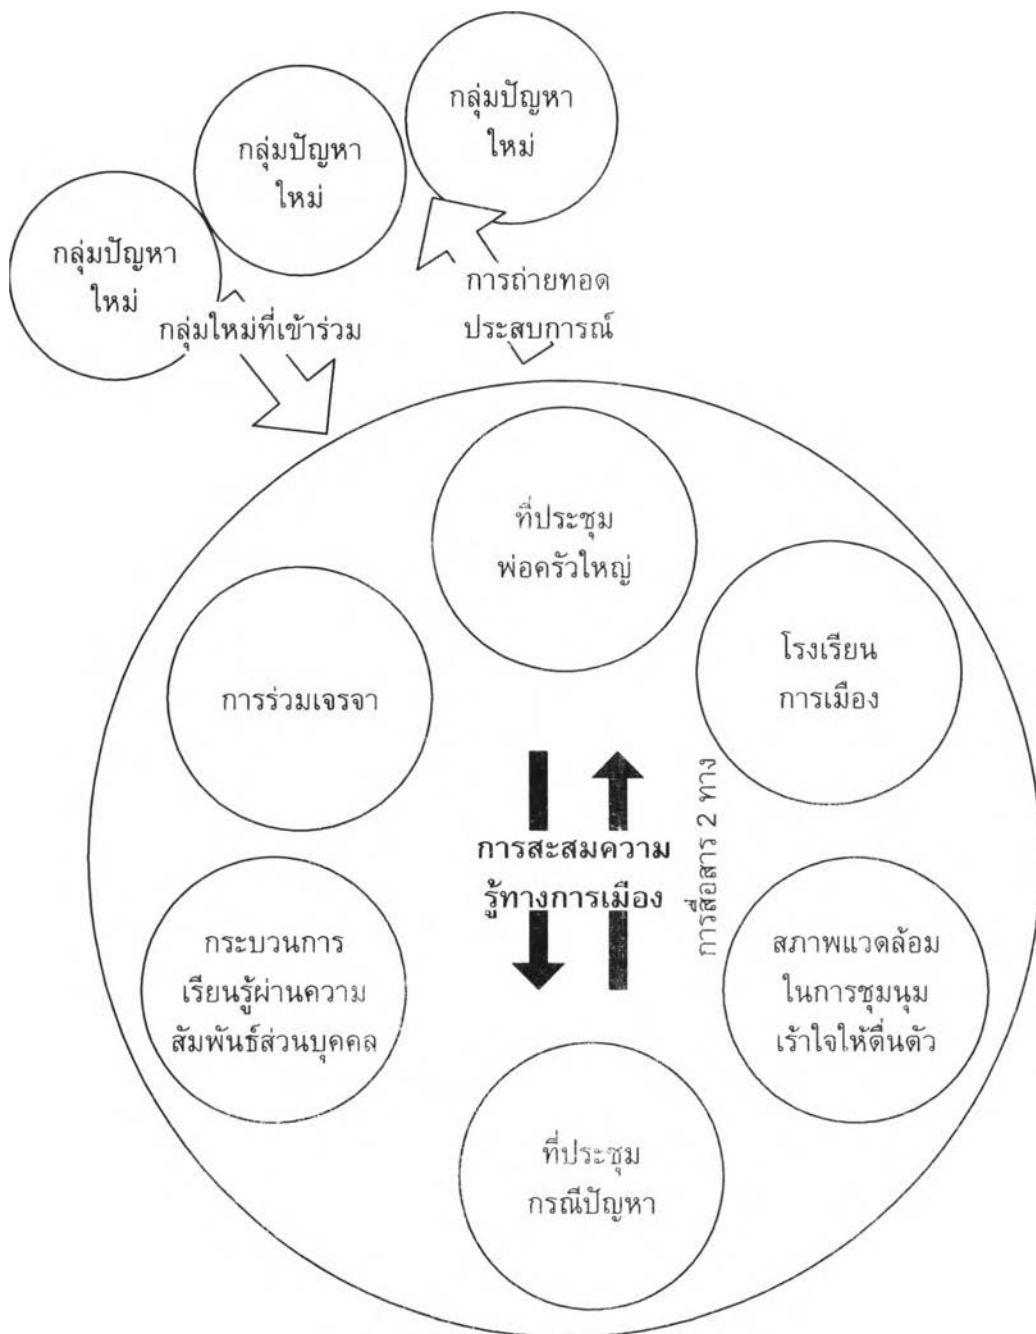 กลุ่มปัญหา
ใหม่
กลุ่มปัญหา
ใหม่
กลุ่มปัญหา
ใหม่
กลุ่มใหม่ที่เข้าร่วม
การถ่ายทอด
ประสบการณ์
ที่ประชุม
พ่อครัวใหญ่
โรงเรียน
การเมือง
การร่วมเจรจา
การสะสมความ
รู้ทางการเมือง
การสื่อสาร 2 ทาง
กระบวนการ
เรียนรู้ผ่านความ
สัมพันธ์ส่วนบุคคล
สภาพแวดล้อม
ในการชุมนุม
เร้าใจให้ตื่นตัว
ที่ประชุม
กรณีปัญหา